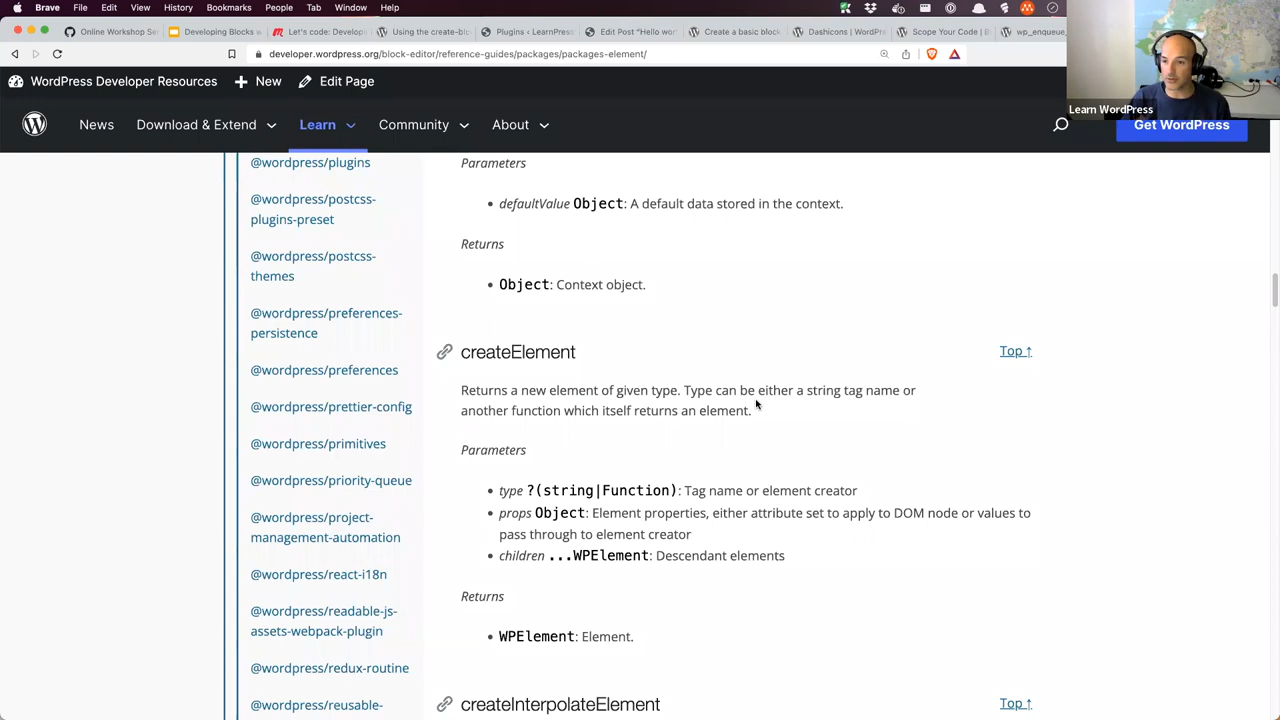 Brave File Edit View History Bookmarks People Tab Window Help
Online Workshop Se
Developing Blocks w
Let's code: Develop
Using the create-blo
Plugins ‹ LearnPress
Edit Post "Hello wor
Create a basic block
Dashicons | WordPr
Scope Your Code | B
wp_enqueue_
developer.wordpress.org/block-editor/reference-guides/packages/packages-element/
WordPress Developer Resources New Edit Page
Learn WordPress
News Download & Extend Learn Community About Get WordPress
@wordpress/plugins
@wordpress/postcss-
plugins-preset
@wordpress/postcss-
themes
@wordpress/preferences-
persistence
@wordpress/preferences
@wordpress/prettier-config
@wordpress/primitives
@wordpress/priority-queue
@wordpress/project-
management-automation
@wordpress/react-i18n
@wordpress/readable-js-
assets-webpack-plugin
@wordpress/redux-routine
@wordpress/reusable-
Parameters
• defaultValue Object: A default data stored in the context.
Returns
• Object: Context object.
createElement Top ↑
Returns a new element of given type. Type can be either a string tag name or
another function which itself returns an element.
Parameters
• type ?(string|Function): Tag name or element creator
• props Object: Element properties, either attribute set to apply to DOM node or values to
pass through to element creator
• children ...WPElement: Descendant elements
Returns
• WPElement: Element.
createInterpolateElement Top ↑